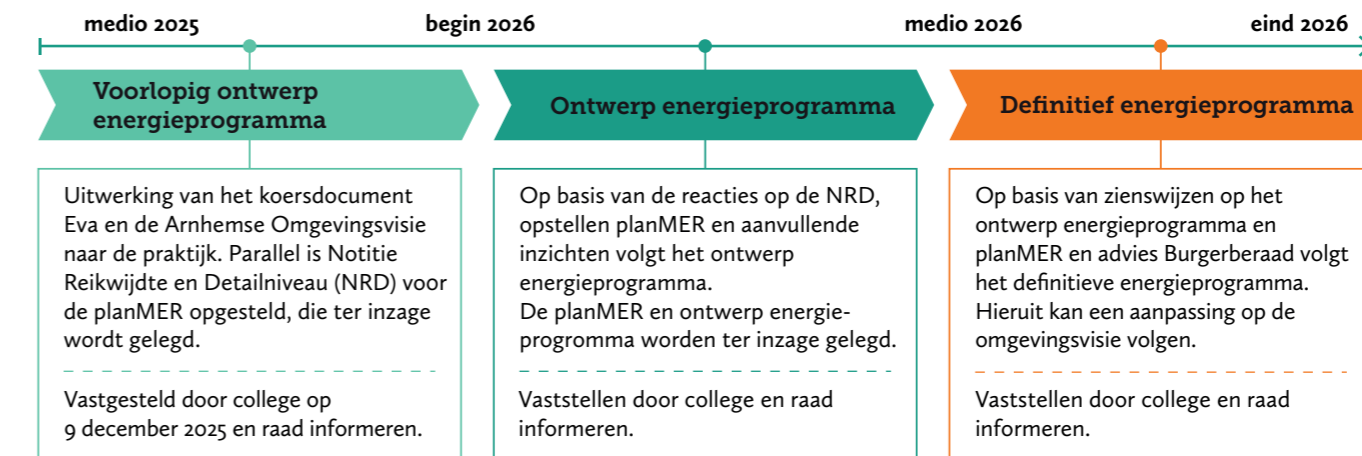 medio 2025
begin 2026
medio 2026
eind 2026
Voorlopig ontwerp
energieprogramma
Ontwerp energieprogramma
Definitief energieprogramma
Uitwerking van het koersdocument
Eva en de Arnhemse Omgevingsvisie
naar de praktijk. Parallel is Notitie
Reikwijdte en Detailniveau (NRD) voor
de planMER opgesteld, die ter inzage
wordt gelegd.
Vastgesteld door college op
9 december 2025 en raad informeren.
Op basis van de reacties op de NRD,
opstellen planMER en aanvullende
inzichten volgt het ontwerp
energieprogramma.
De planMER en ontwerp energie-
progromma worden ter inzage gelegd.
Vaststellen door college en raad
informeren.
Op basis van zienswijzen op het
ontwerp energieprogramma en
planMER en advies Burgerberaad volgt
het definitieve energieprogramma.
Hieruit kan een aanpassing op de
omgevingsvisie volgen.
Vaststellen door college en raad
informeren.